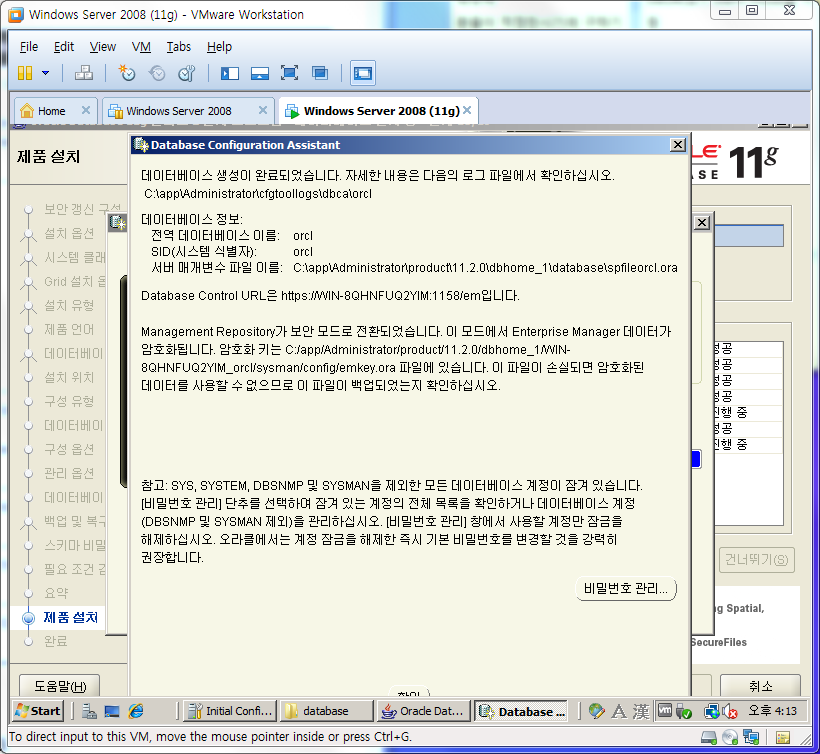 Windows Server 2008 (11g) - VMware Workstation
File Edit View VM Tabs Help
Home Windows Server 2008 Windows Server 2008 (11g)
제품 설치
11g
Database Configuration Assistant
데이터베이스 생성이 완료되었습니다. 자세한 내용은 다음의 로그 파일에서 확인하십시오.
C:\app\Administrator\cfgtoollogs\dbca\orcl
데이터베이스 정보:
전역 데이터베이스 이름: orcl
SID(시스템 식별자): orcl
서버 매개변수 파일 이름: C:\app\Administrator\product\11.2.0\dbhome_1\database\spfileorcl.ora
Database Control URL은 https://WIN-8QHNFUQ2YIM:1158/em입니다.
Management Repository가 보안 모드로 전환되었습니다. 이 모드에서 Enterprise Manager 데이터가
암호화됩니다. 암호화 키는 C:/app/Administrator/product/11.2.0/dbhome_1/WIN-
8QHNFUQ2YIM_orcl/sysman/config/emkey.ora 파일에 있습니다. 이 파일이 손실되면 암호화된
데이터를 사용할 수 없으므로 이 파일이 백업되었는지 확인하십시오.
참고: SYS, SYSTEM, DBSNMP 및 SYSMAN을 제외한 모든 데이터베이스 계정이 잠겨 있습니다.
[비밀번호 관리] 단추를 선택하여 잠겨 있는 계정의 전체 목록을 확인하거나 데이터베이스 계정
(DBSNMP 및 SYSMAN 제외)을 관리하십시오. [비밀번호 관리] 창에서 사용할 계정만 잠금을
해제하십시오. 오라클에서는 계정 잠금을 해제한 즉시 기본 비밀번호를 변경할 것을 강력히
권장합니다.
비밀번호 관리...
보안 갱신 구성
설치 옵션
시스템 클래
Grid 설치 옵
설치 유형
제품 언어
데이터베이
설치 위치
구성 유형
데이터베이
구성 옵션
관리 옵션
데이터베이
백업 및 복구
스키마 비밀
필요 조건 검
요약
제품 설치
완료
성공
성공
성공
성공
진행 중
성공
진행 중
건너뛰기(S)
ng Spatial,
SecureFiles
도움말(H)
취소
Start Initial Confi... database Oracle Dat... Database ... A 漢 오후 4:13
To direct input to this VM, move the mouse pointer inside or press Ctrl+G.